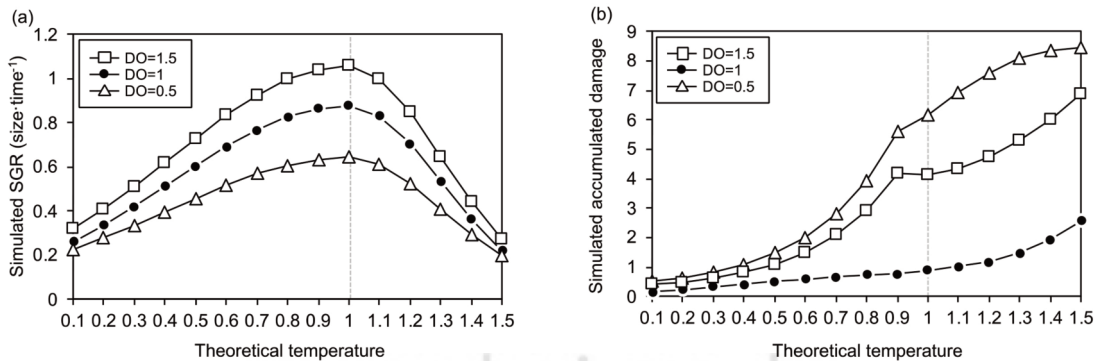 (a)
Simulated SGR (size·time⁻¹)
1.2
1
0.8
0.6
0.4
0.2
0
DO=1.5
DO=1
DO=0.5
0.1 0.2 0.3 0.4 0.5 0.6 0.7 0.8 0.9 1 1.1 1.2 1.3 1.4 1.5
Theoretical temperature
(b)
Simulated accumulated damage
9
8
7
6
5
4
3
2
1
0
DO=1.5
DO=1
DO=0.5
0.1 0.2 0.3 0.4 0.5 0.6 0.7 0.8 0.9 1 1.1 1.2 1.3 1.4 1.5
Theoretical temperature